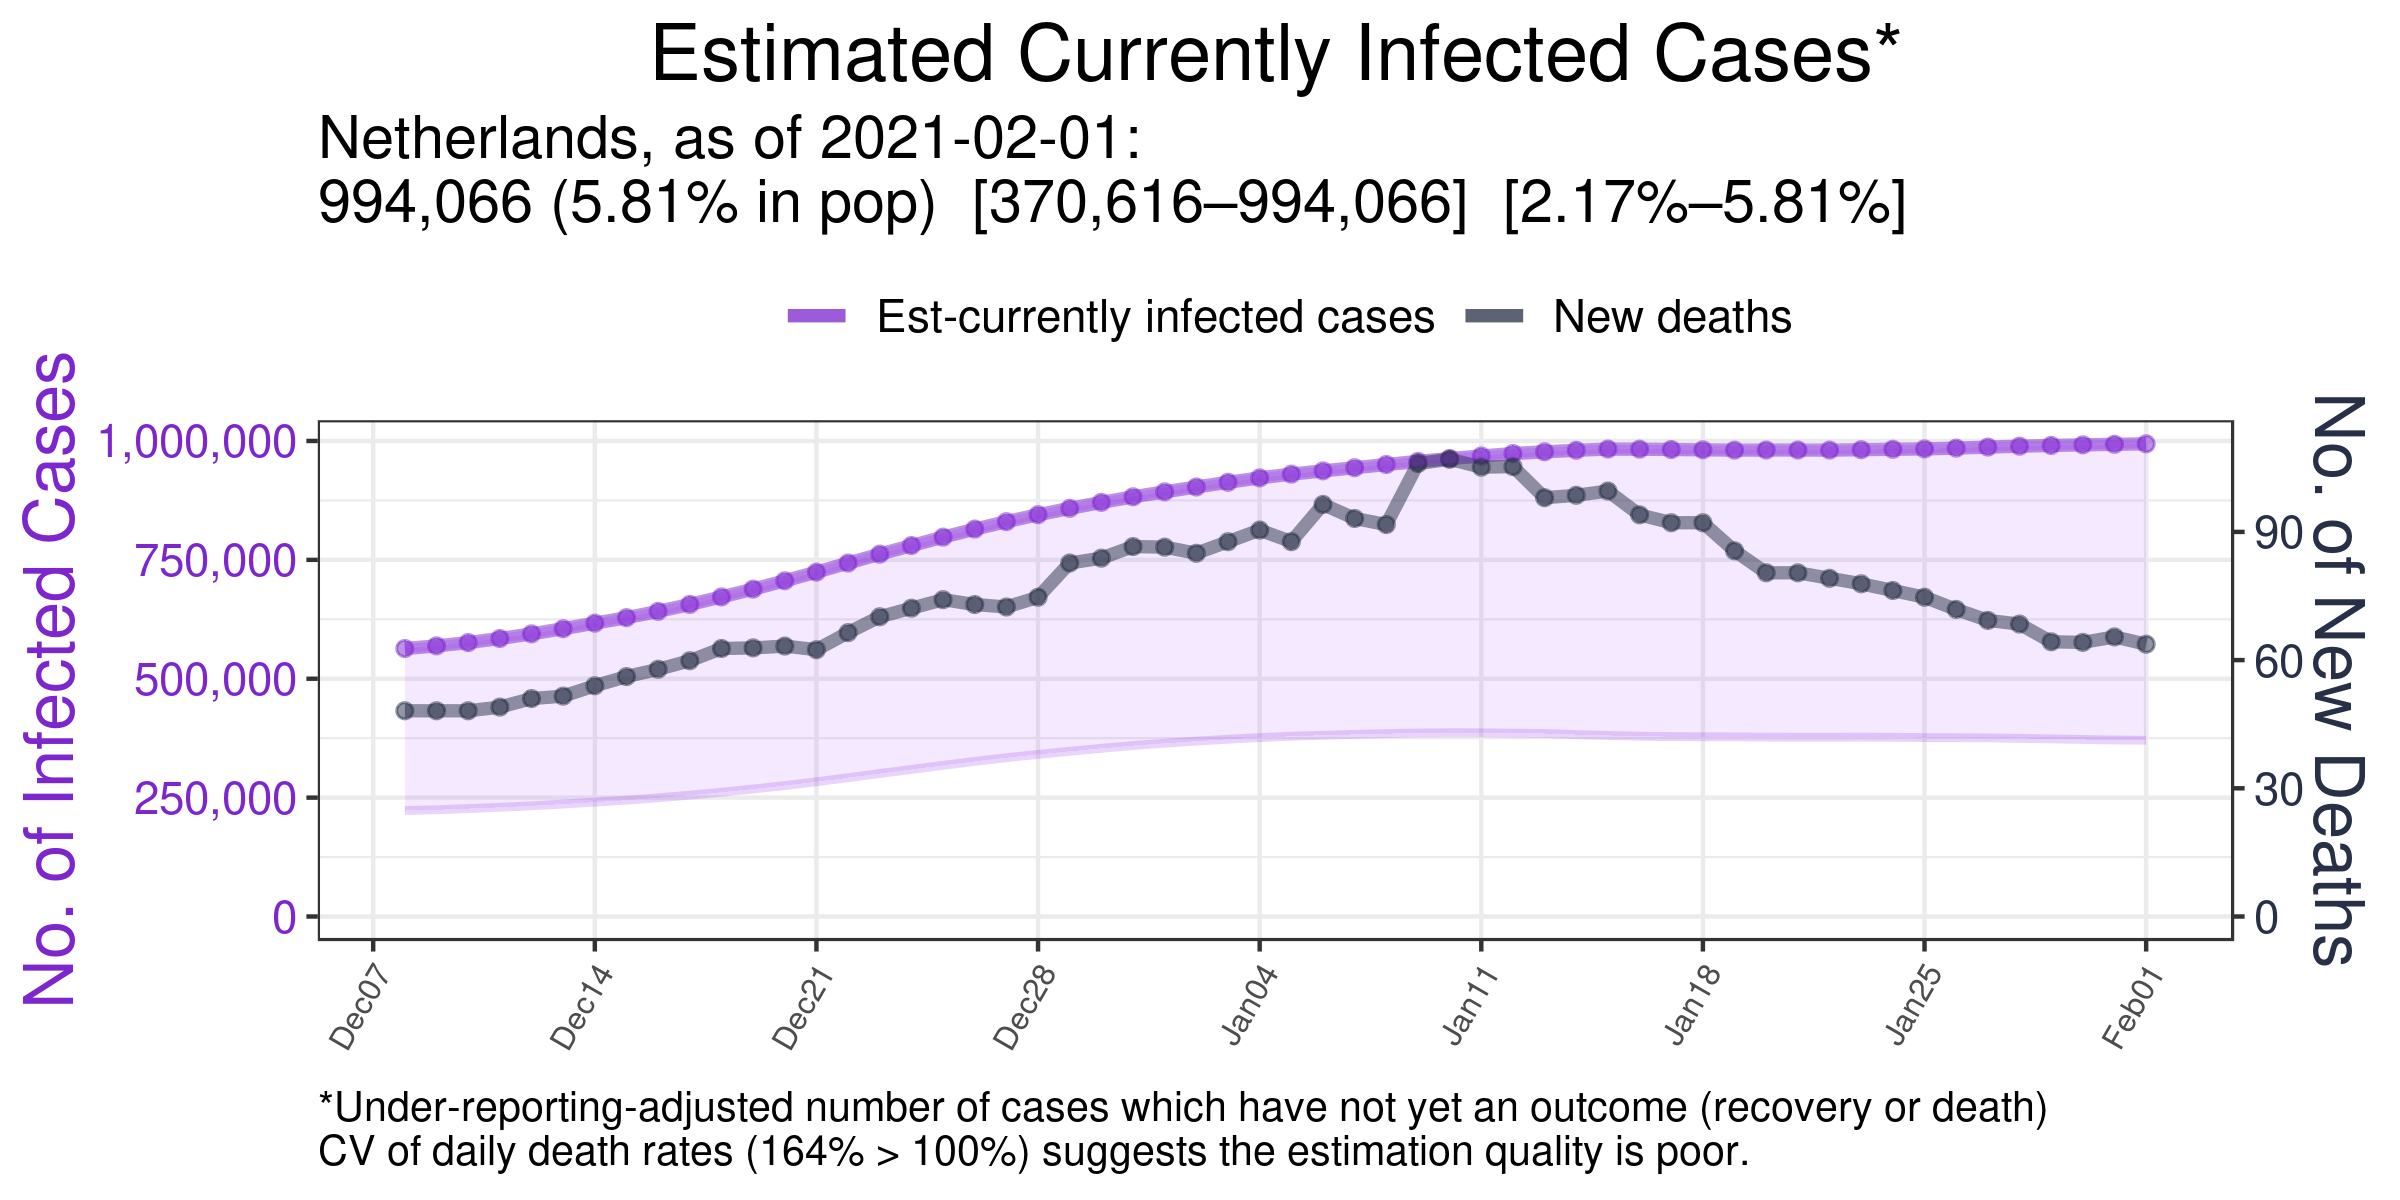 Estimated Currently Infected Cases*
Netherlands, as of 2021-02-01:
994,066 (5.81% in pop)  [370,616–994,066]  [2.17%–5.81%]
Est-currently infected cases
New deaths
No. of Infected Cases
1,000,000
750,000
500,000
250,000
0
90
60
30
0
No. of New Deaths
Dec07
Dec14
Dec21
Dec28
Jan04
Jan11
Jan18
Jan25
Feb01
*Under-reporting-adjusted number of cases which have not yet an outcome (recovery or death)
CV of daily death rates (164% > 100%) suggests the estimation quality is poor.